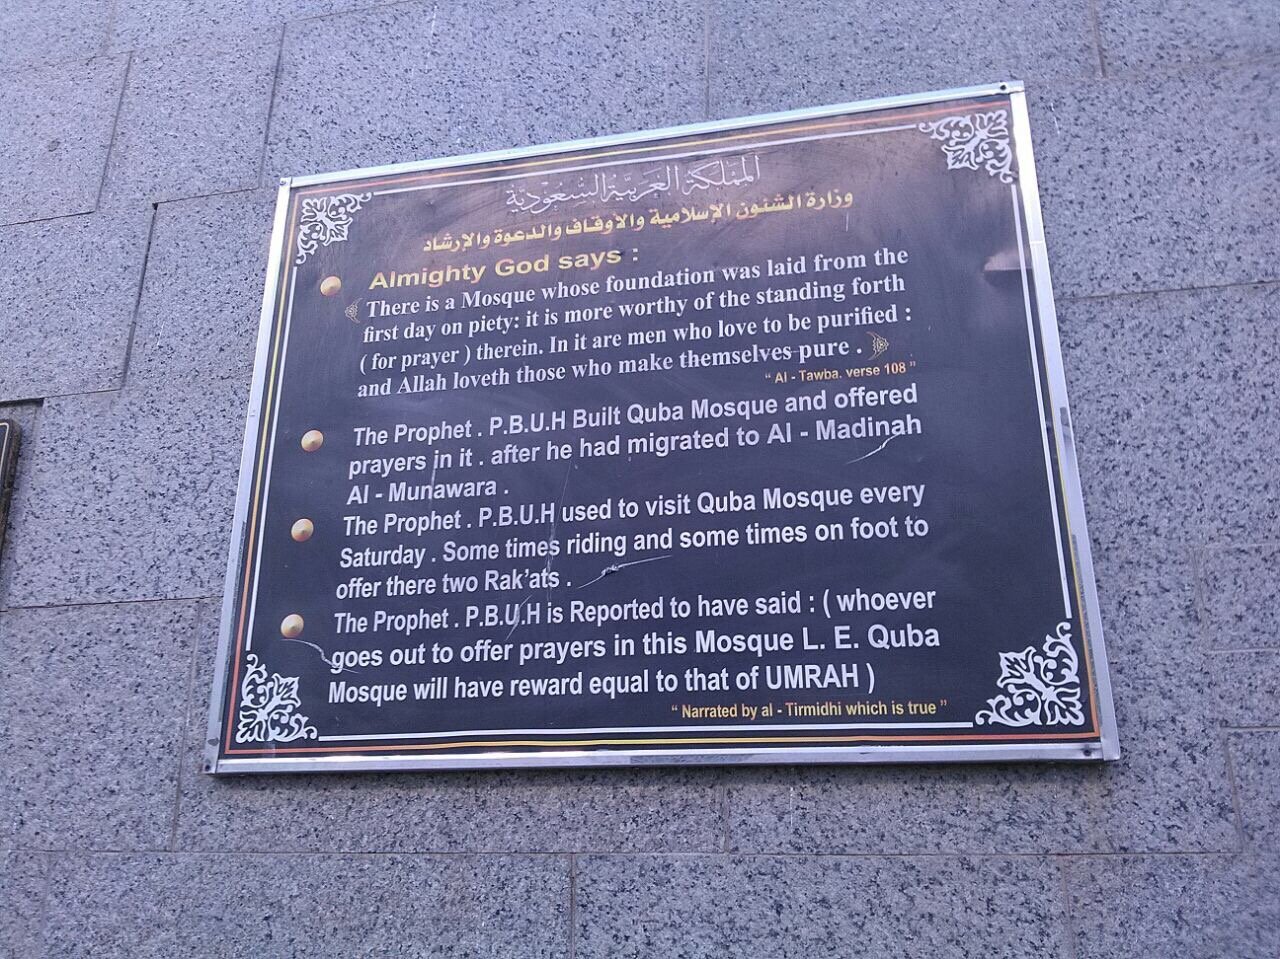 المملكة العربية السعودية
وزارة الشئون الإسلامية والأوقاف والدعوة والإرشاد
Almighty God says :
There is a Mosque whose foundation was laid from the
first day on piety: it is more worthy of the standing forth
( for prayer ) therein. In it are men who love to be purified :
and Allah loveth those who make themselves pure .
“ Al - Tawba. verse 108 ”
The Prophet . P.B.U.H Built Quba Mosque and offered
prayers in it . after he had migrated to Al - Madinah
Al - Munawara .
The Prophet . P.B.U.H used to visit Quba Mosque every
Saturday . Some times riding and some times on foot to
offer there two Rak’ats .
The Prophet . P.B.U.H is Reported to have said : ( whoever
goes out to offer prayers in this Mosque L. E. Quba
Mosque will have reward equal to that of UMRAH )
“ Narrated by al - Tirmidhi which is true ”